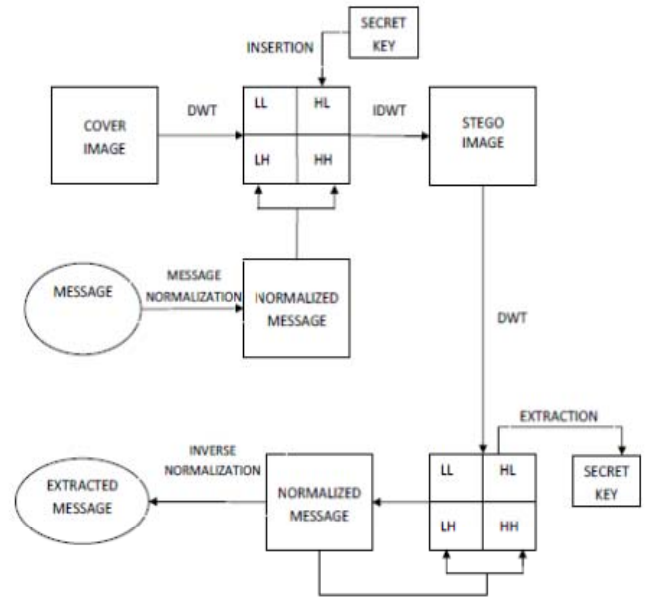 SECRET
KEY
INSERTION
COVER
IMAGE
DWT
LL
HL
LH
HH
IDWT
STEGO
IMAGE
MESSAGE
MESSAGE
NORMALIZATION
NORMALIZED
MESSAGE
DWT
EXTRACTION
SECRET
KEY
LL
HL
LH
HH
NORMALIZED
MESSAGE
INVERSE
NORMALIZATION
EXTRACTED
MESSAGE